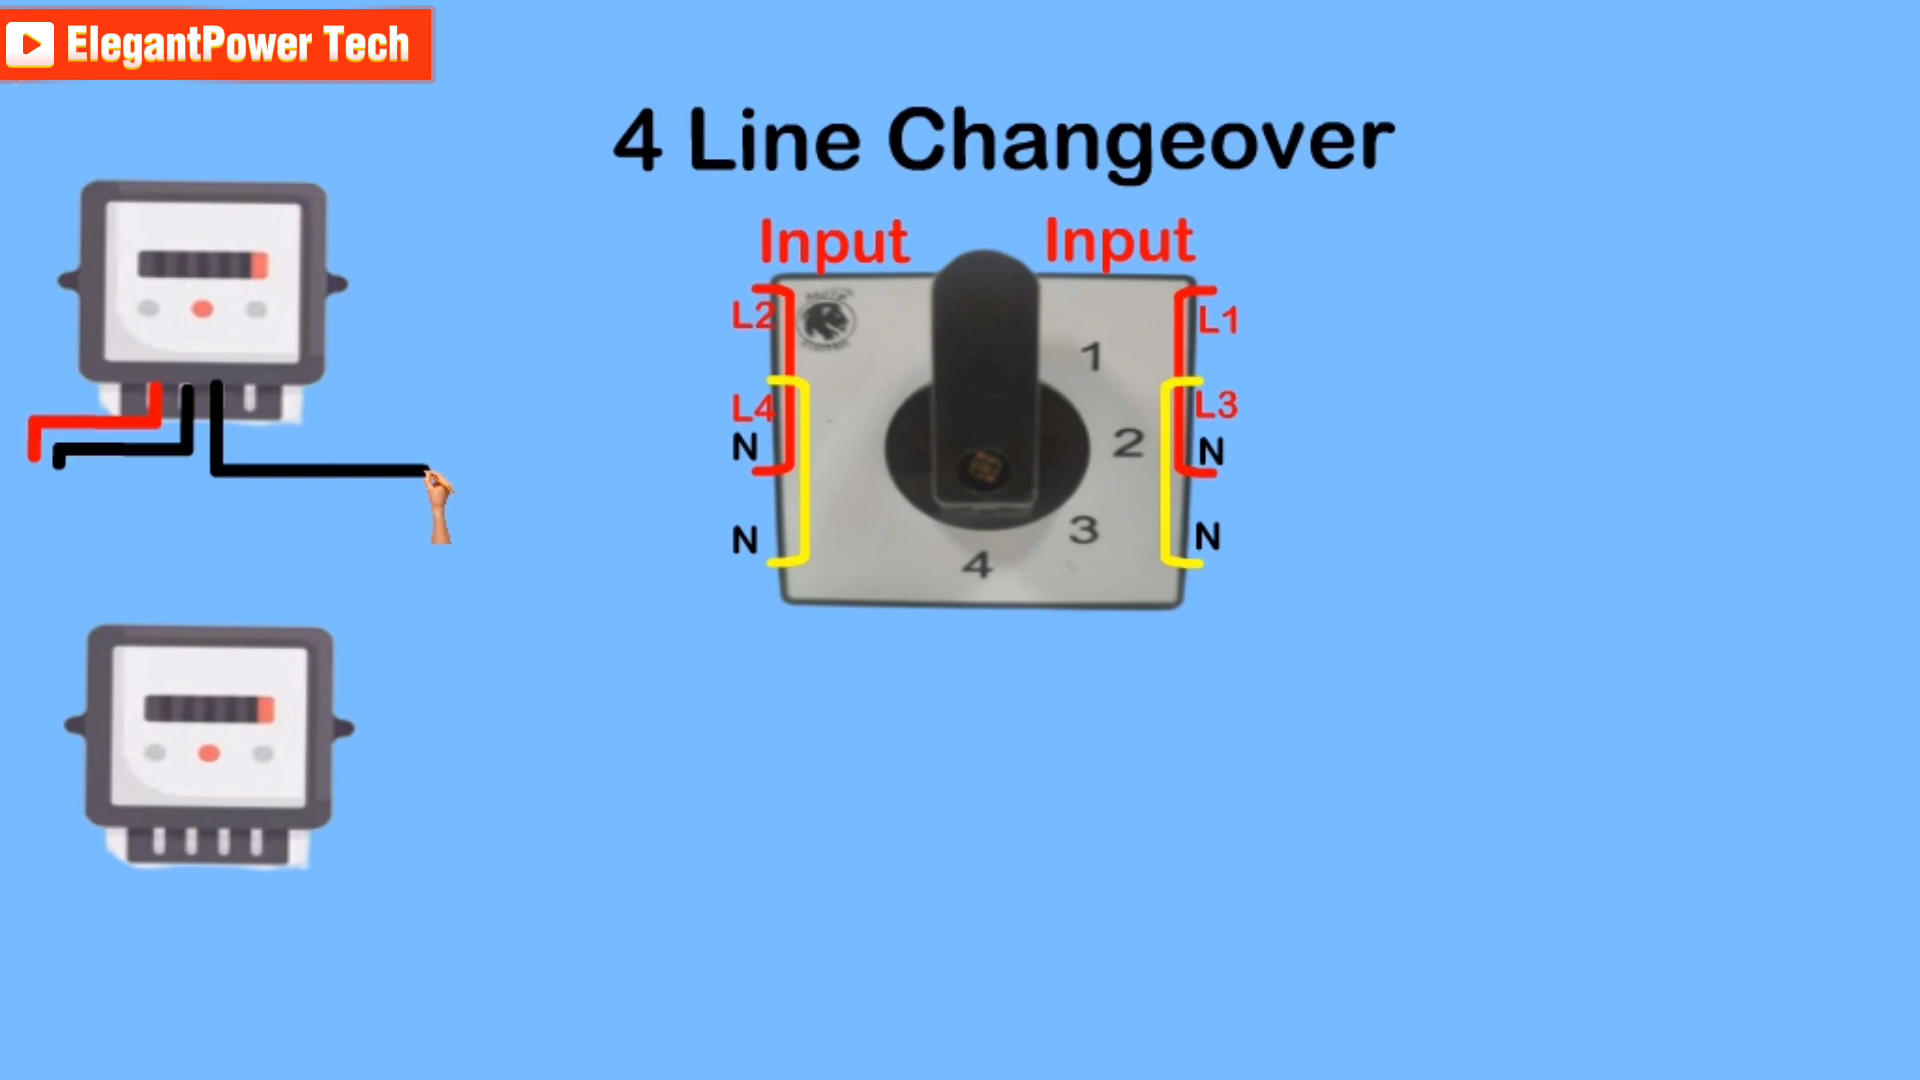 ElegantPower Tech
4 Line Changeover
Input Input
L2 L1
1
L4 L3
N 2 N
N 3 N
4